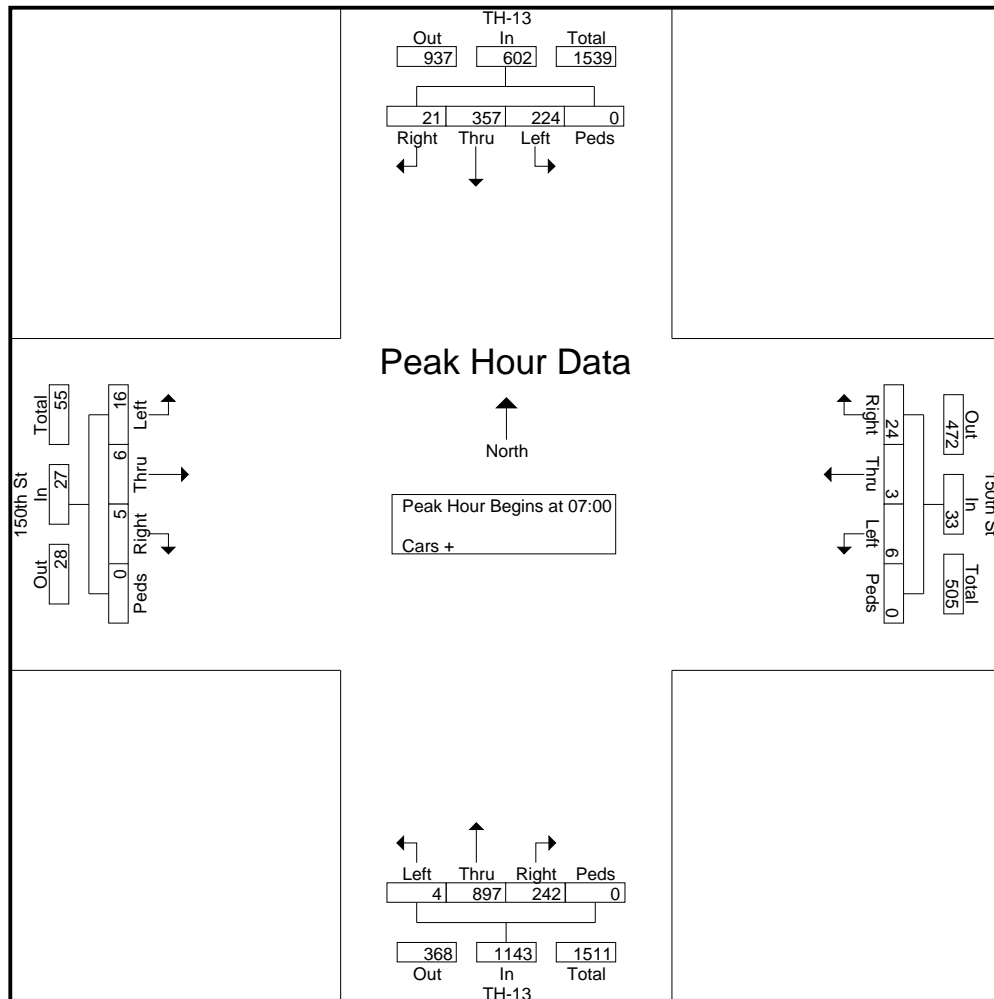 TH-13
Out In Total
937 602 1539
21 357 224 0
Right Thru Left Peds
Peak Hour Data
North
Peak Hour Begins at 07:00
Cars +
150th St
Total In Out
55 27 28
16 6 5 0
Left Thru Right Peds
150th St
Out In Total
472 33 505
24 3 6 0
Right Thru Left Peds
Left Thru Right Peds
4 897 242 0
368 1143 1511
Out In Total
TH-13